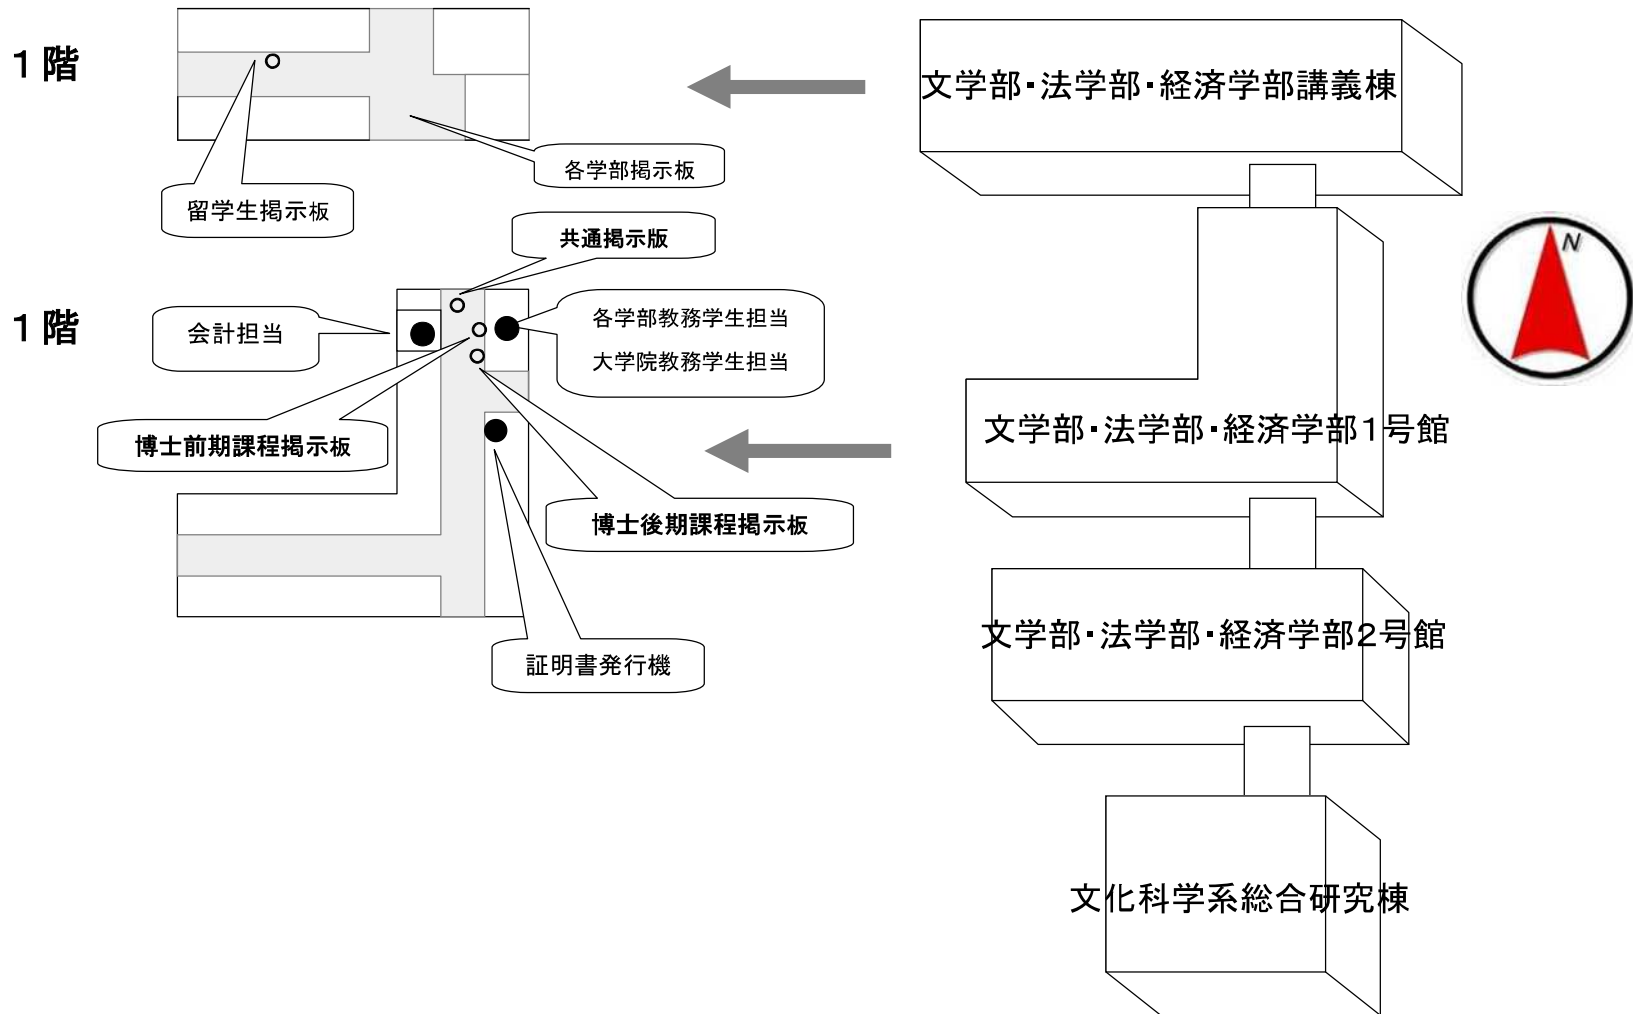 1階
文学部・法学部・経済学部講義棟
各学部掲示板
留学生掲示板
共通掲示版
N
1階
会計担当
各学部教務学生担当
大学院教務学生担当
博士前期課程掲示板
文学部・法学部・経済学部1号館
博士後期課程掲示板
証明書発行機
文学部・法学部・経済学部2号館
文化科学系総合研究棟